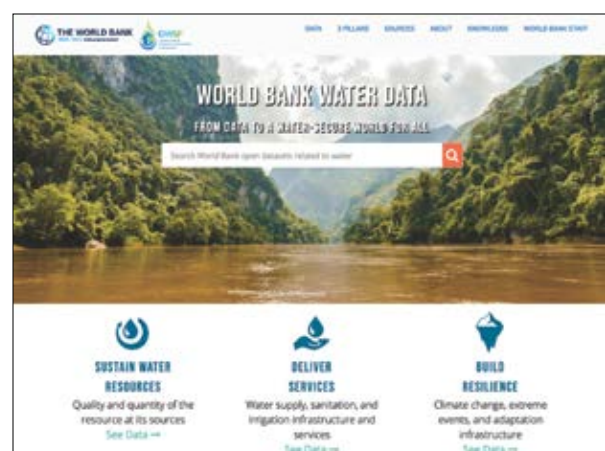 THE WORLD BANK
GWSP
DATA 3 PILLARS SOURCES ABOUT KNOWLEDGE WORLD BANK STAFF
WORLD BANK WATER DATA
FROM DATA TO A WATER-SECURE WORLD FOR ALL
Search World Bank open datasets related to water
SUSTAIN WATER
RESOURCES
Quality and quantity of the
resource at its sources
See Data →
DELIVER
SERVICES
Water supply, sanitation, and
irrigation infrastructure and
services
See Data →
BUILD
RESILIENCE
Climate change, extreme
events, and adaptation
infrastructure
See Data →